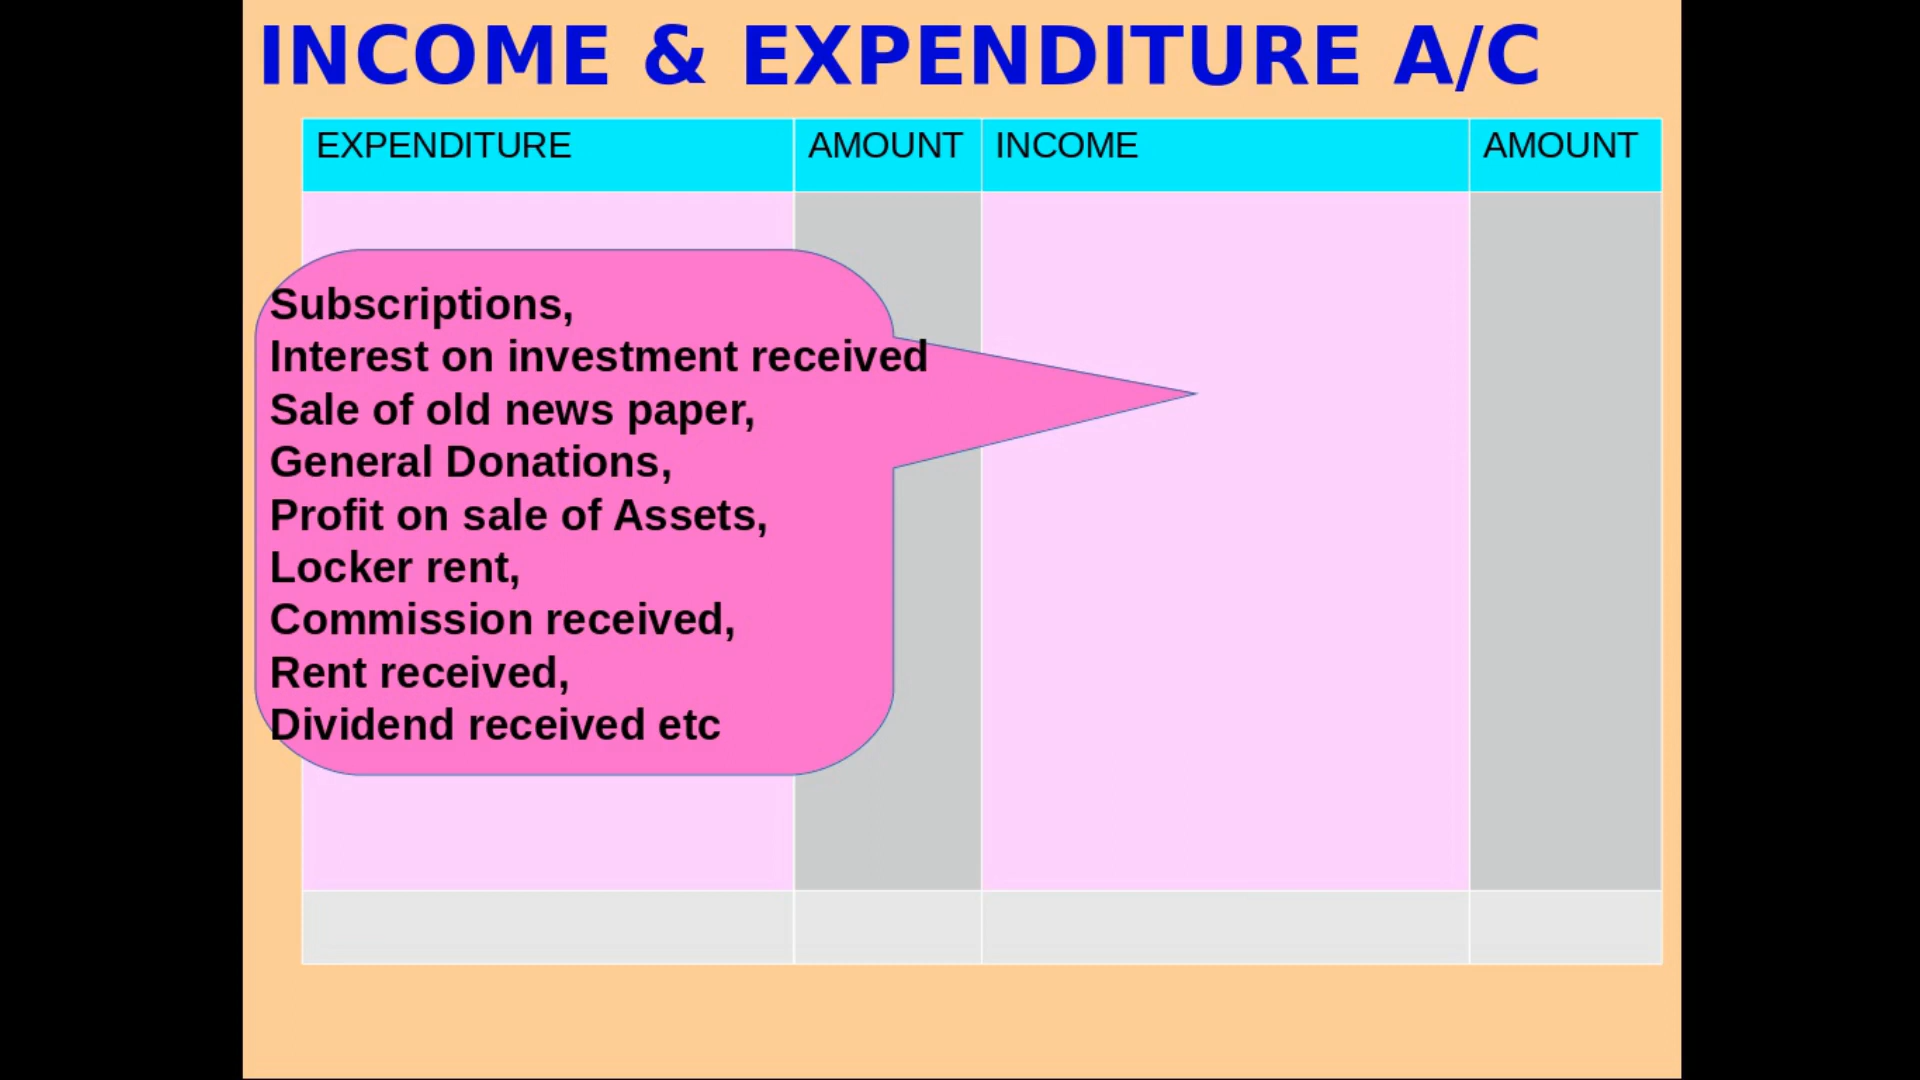 INCOME & EXPENDITURE A/C
EXPENDITURE AMOUNT INCOME AMOUNT
Subscriptions,
Interest on investment received
Sale of old news paper,
General Donations,
Profit on sale of Assets,
Locker rent,
Commission received,
Rent received,
Dividend received etc